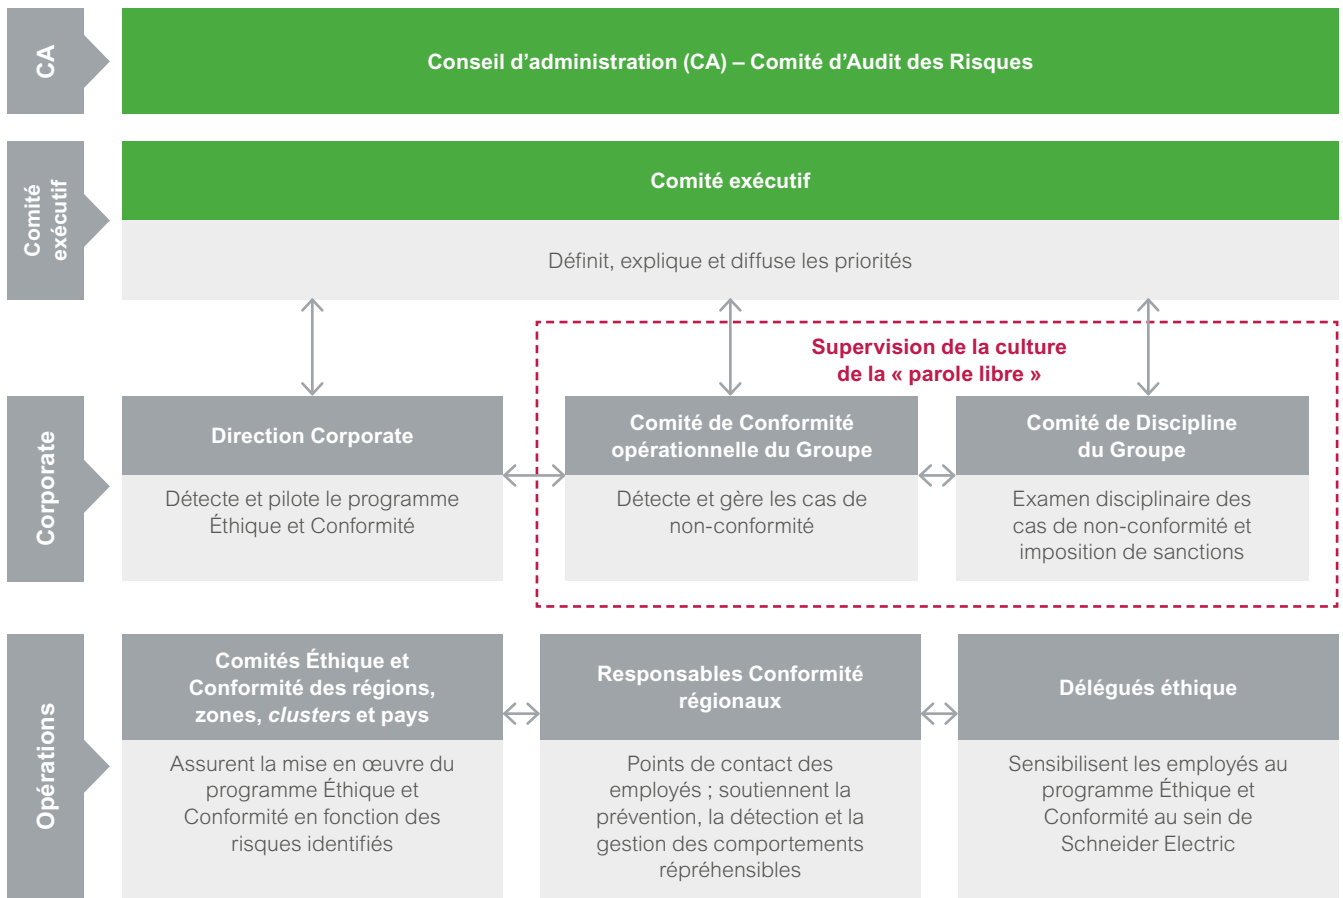 CA
Conseil d’administration (CA) – Comité d’Audit des Risques
Comité
exécutif
Comité exécutif
Définit, explique et diffuse les priorités
Supervision de la culture
de la « parole libre »
Corporate
Direction Corporate
Détecte et pilote le programme
Éthique et Conformité
Comité de Conformité
opérationnelle du Groupe
Détecte et gère les cas de
non-conformité
Comité de Discipline
du Groupe
Examen disciplinaire des
cas de non-conformité et
imposition de sanctions
Opérations
Comités Éthique et
Conformité des régions,
zones, clusters et pays
Assurent la mise en œuvre du
programme Éthique et
Conformité en fonction des
risques identifiés
Responsables Conformité
régionaux
Points de contact des
employés ; soutiennent la
prévention, la détection et la
gestion des comportements
répréhensibles
Délégués éthique
Sensibilisent les employés au
programme Éthique et
Conformité au sein de
Schneider Electric